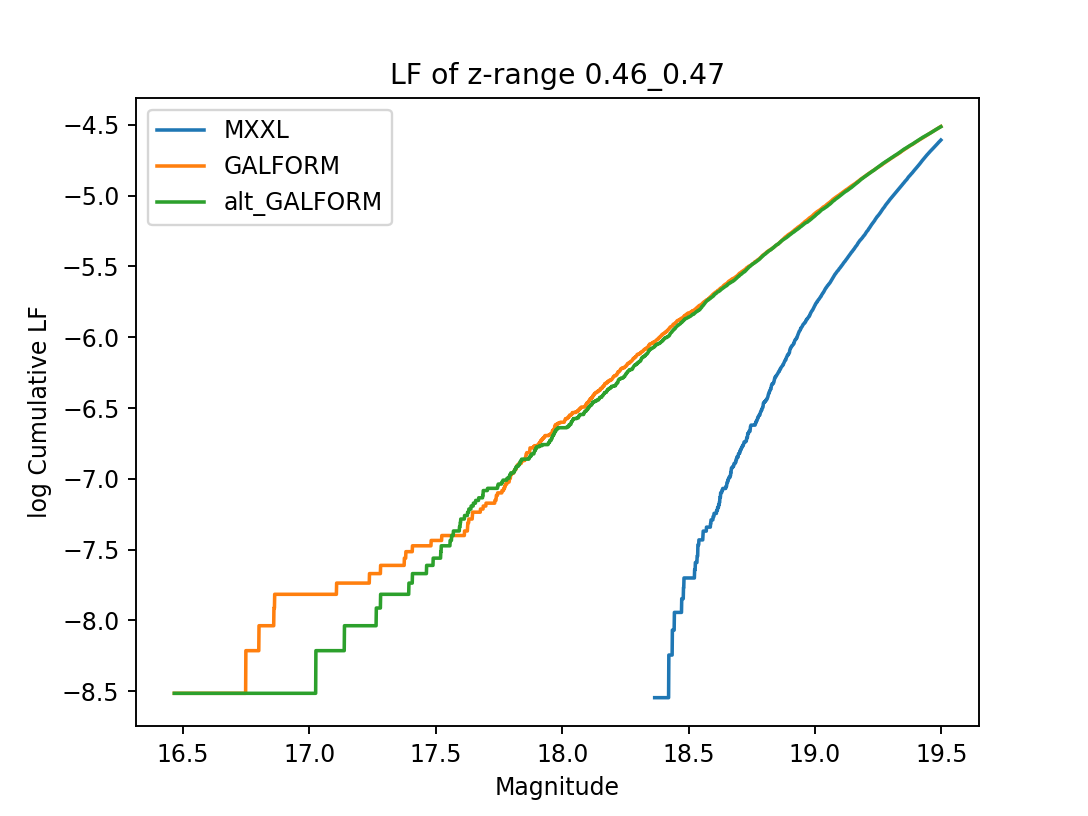 LF of z-range 0.46_0.47
MXXL
GALFORM
alt_GALFORM
log Cumulative LF
−4.5
−5.0
−5.5
−6.0
−6.5
−7.0
−7.5
−8.0
−8.5
16.5 17.0 17.5 18.0 18.5 19.0 19.5
Magnitude